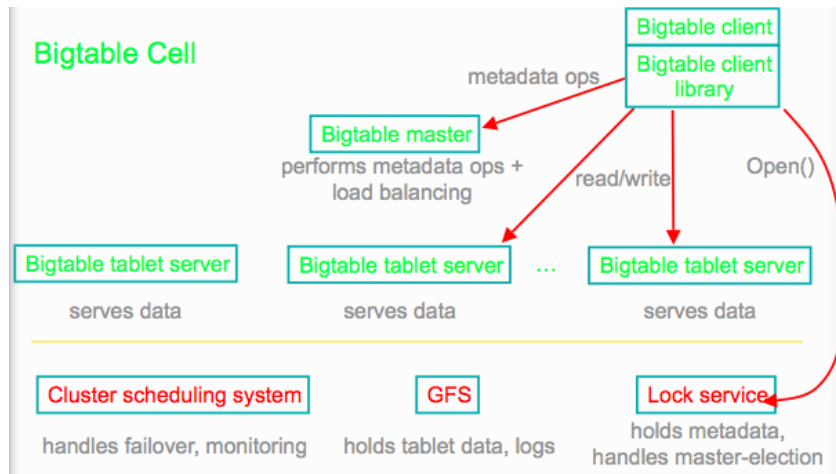 Bigtable Cell
Bigtable client
Bigtable client
library
metadata ops
Bigtable master
performs metadata ops +
load balancing
read/write
Open()
Bigtable tablet server
Bigtable tablet server
...
Bigtable tablet server
serves data
serves data
serves data
Cluster scheduling system
GFS
Lock service
handles failover, monitoring
holds tablet data, logs
holds metadata,
handles master-election